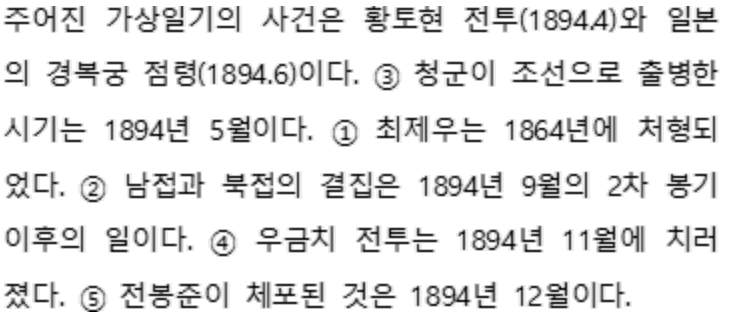 주어진 가상일기의 사건은 황토현 전투(1894.4)와 일본
의 경복궁 점령(1894.6)이다. ③ 청군이 조선으로 출병한
시기는 1894년 5월이다. ① 최제우는 1864년에 처형되
었다. ② 남접과 북접의 결집은 1894년 9월의 2차 봉기
이후의 일이다. ④ 우금치 전투는 1894년 11월에 치러
졌다. ⑤ 전봉준이 체포된 것은 1894년 12월이다.